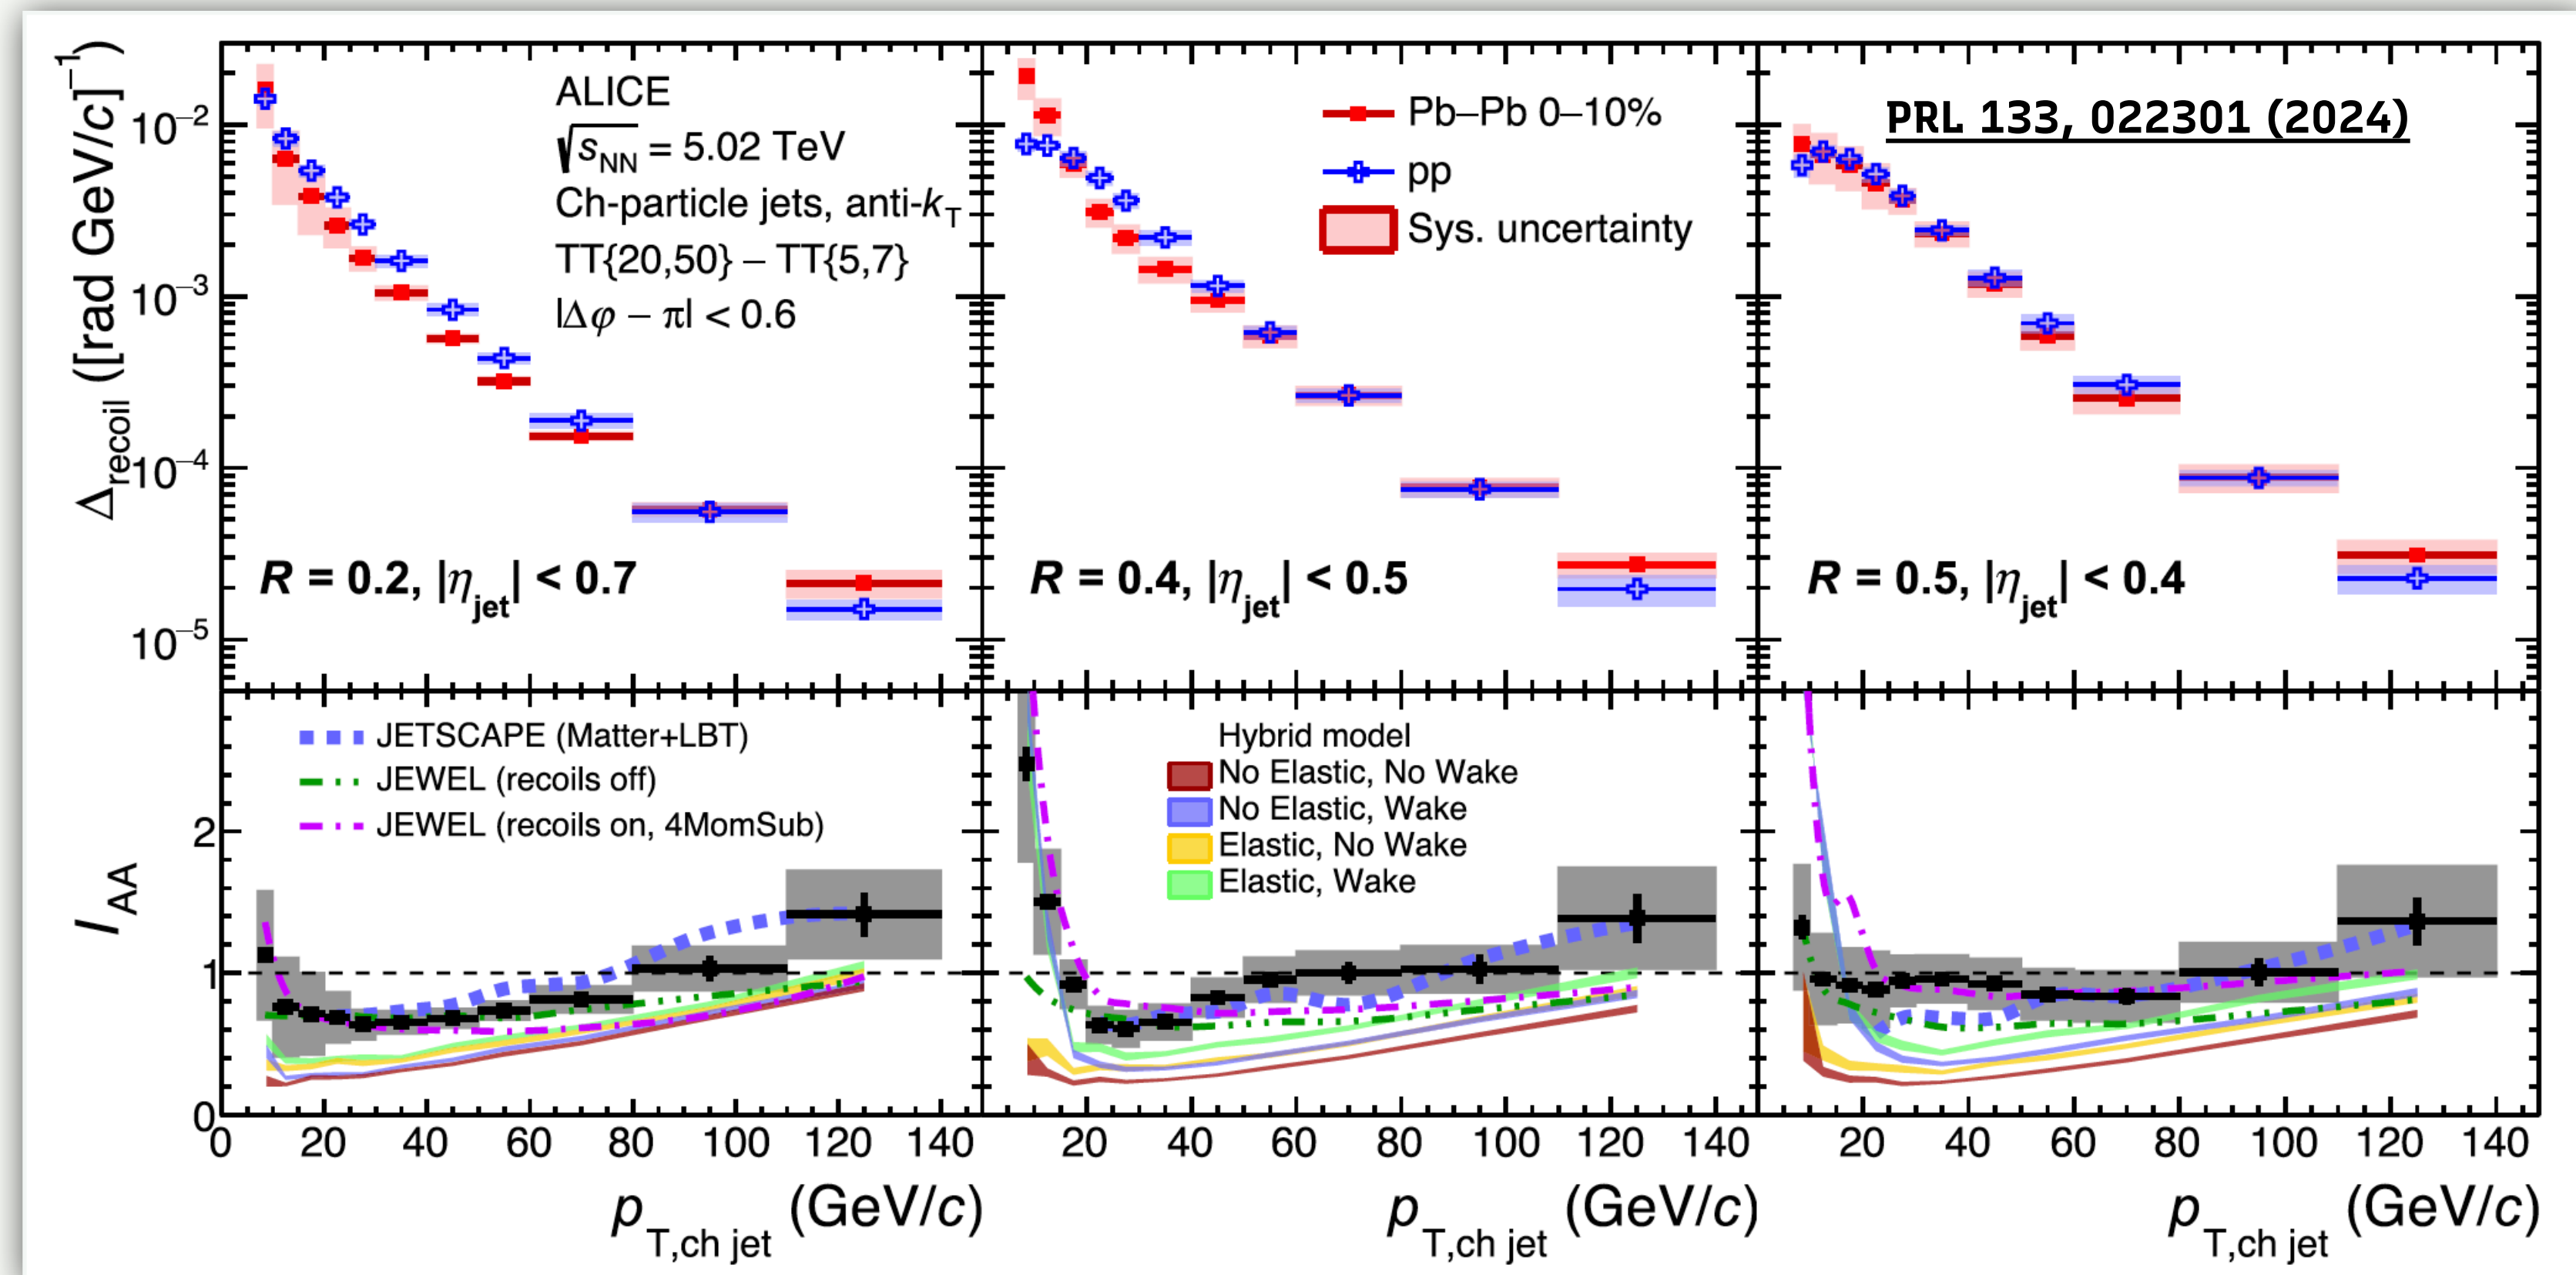 Δrecoil ([rad GeV/c]⁻¹)
10⁻²
10⁻³
10⁻⁴
10⁻⁵
ALICE
√sNN = 5.02 TeV
Ch-particle jets, anti-kT
TT{20,50} – TT{5,7}
|Δφ – π| < 0.6
R = 0.2, |ηjet| < 0.7
Pb–Pb 0–10%
pp
Sys. uncertainty
R = 0.4, |ηjet| < 0.5
PRL 133, 022301 (2024)
R = 0.5, |ηjet| < 0.4
IAA
2
1
0
JETSCAPE (Matter+LBT)
JEWEL (recoils off)
JEWEL (recoils on, 4MomSub)
Hybrid model
No Elastic, No Wake
No Elastic, Wake
Elastic, No Wake
Elastic, Wake
0 20 40 60 80 100 120 140
20 40 60 80 100 120 140
20 40 60 80 100 120 140
pT,ch jet (GeV/c)
pT,ch jet (GeV/c)
pT,ch jet (GeV/c)